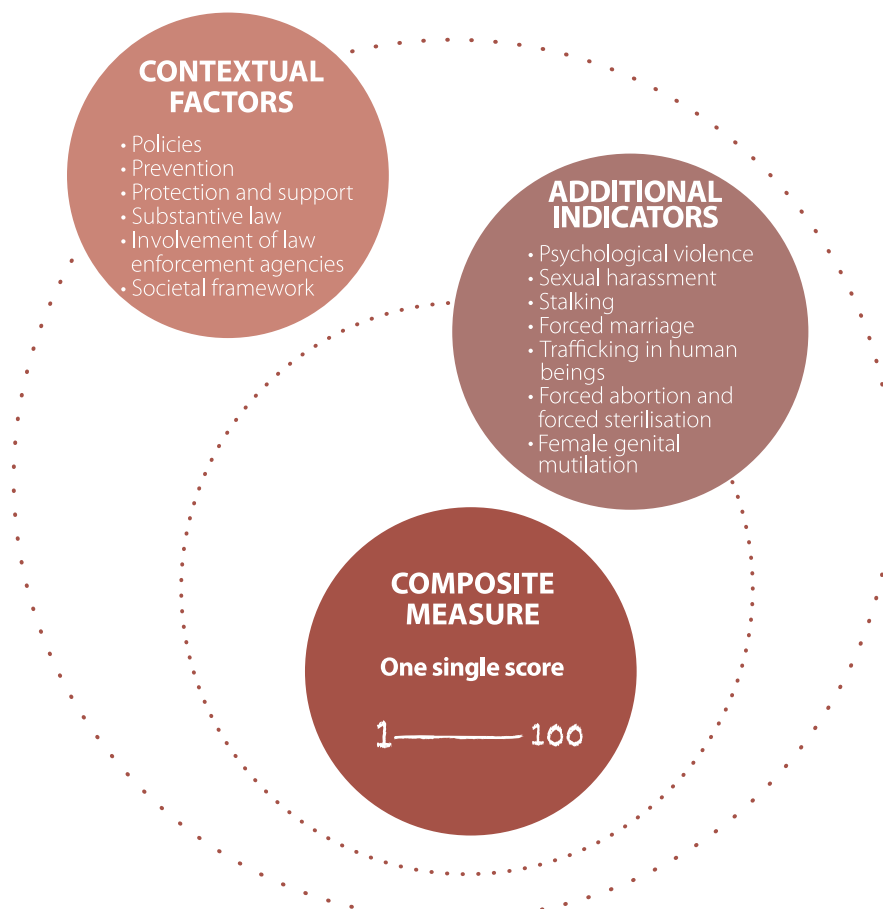 CONTEXTUAL
FACTORS
• Policies
• Prevention
• Protection and support
• Substantive law
• Involvement of law
enforcement agencies
• Societal framework
ADDITIONAL
INDICATORS
• Psychological violence
• Sexual harassment
• Stalking
• Forced marriage
• Trafficking in human
beings
• Forced abortion and
forced sterilisation
• Female genital
mutilation
COMPOSITE
MEASURE
One single score
1 100